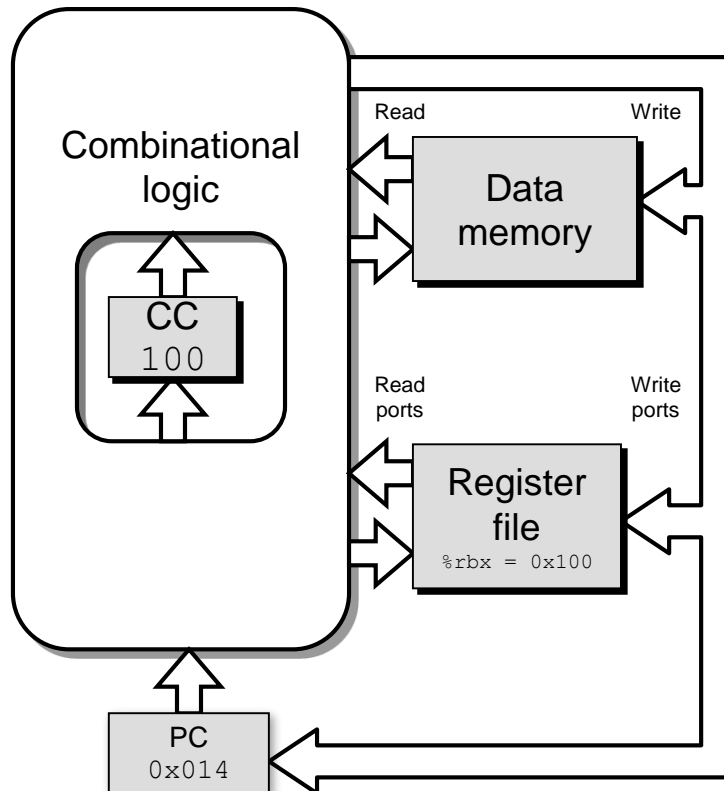 Combinational
logic
CC
100
Read
Write
Data
memory
Read
ports
Write
ports
Register
file
%rbx = 0x100
PC
0x014